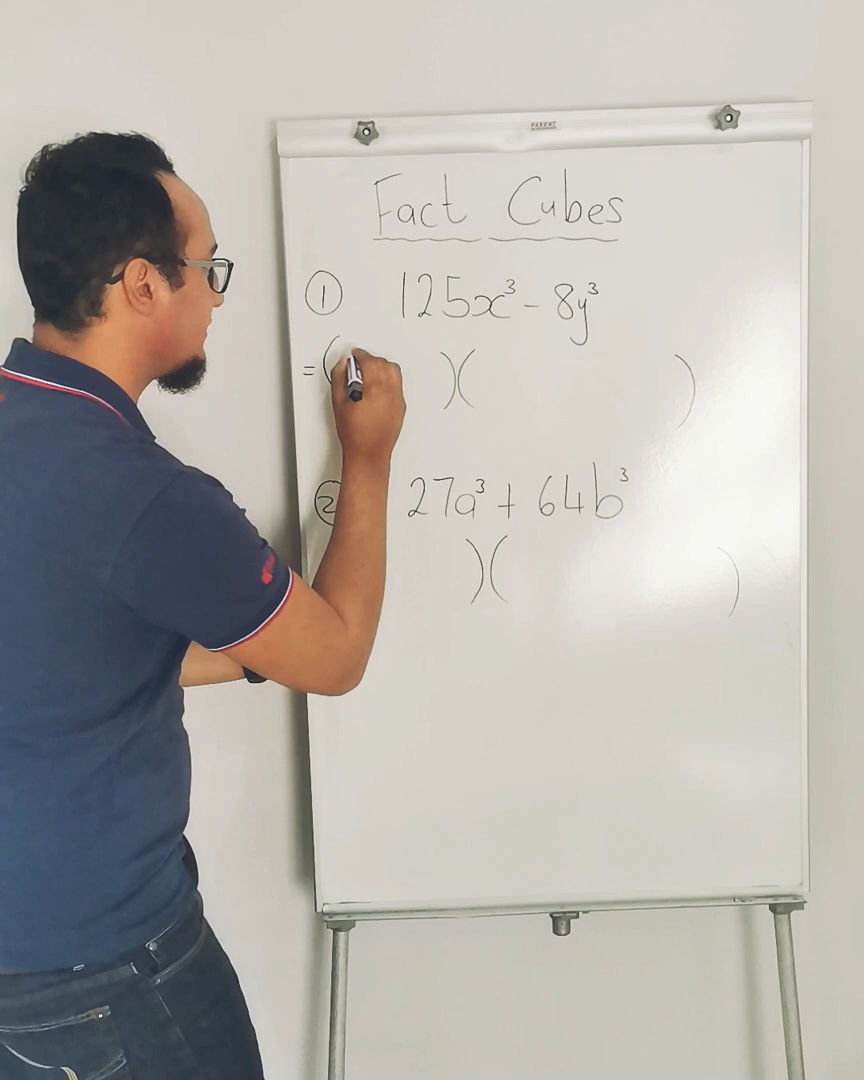 Fact Cubes
① 125x³ - 8y³
= ( )( )
② 27a³ + 64b³
)( )